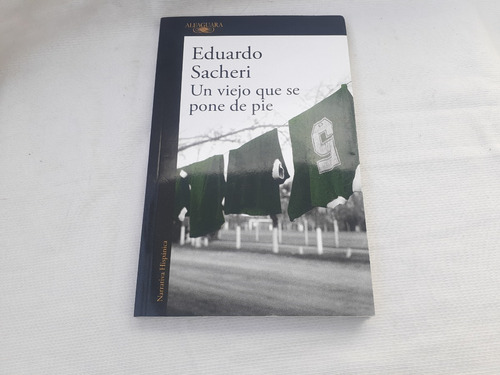 ALFAGUARA
Eduardo
Sacheri
Un viejo que se
pone de pie
9
Narrativa Hispánica